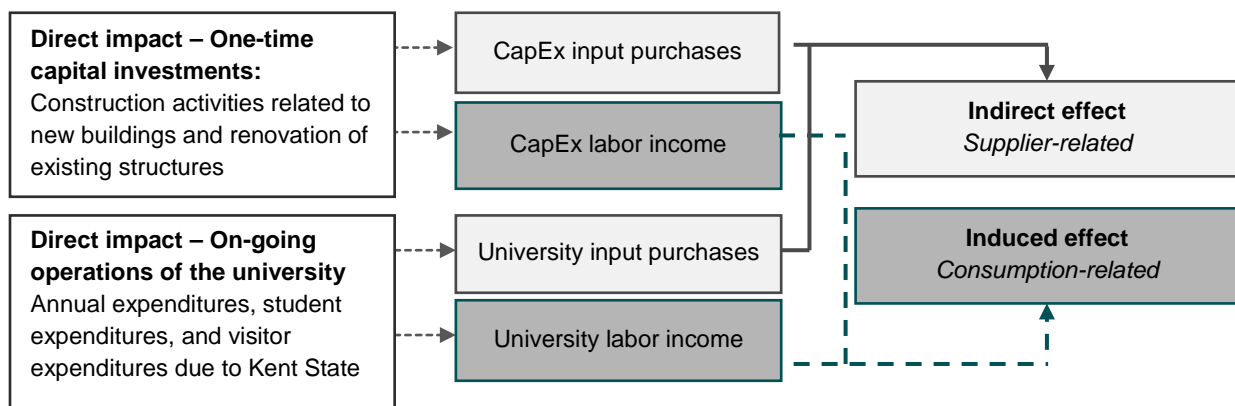 Direct impact – One-time
capital investments:
Construction activities related to
new buildings and renovation of
existing structures
CapEx input purchases
CapEx labor income
Indirect effect
Supplier-related
Direct impact – On-going
operations of the university
Annual expenditures, student
expenditures, and visitor
expenditures due to Kent State
University input purchases
University labor income
Induced effect
Consumption-related